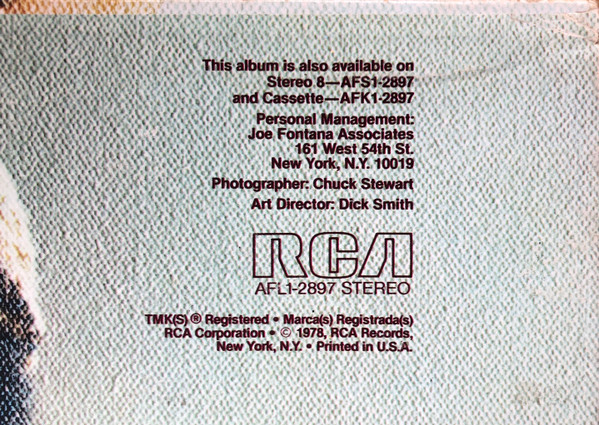 This album is also available on
Stereo 8—AFS1-2897
and Cassette—AFK1-2897
Personal Management:
Joe Fontana Associates
161 West 54th St.
New York, N.Y. 10019
Photographer: Chuck Stewart
Art Director: Dick Smith
RCA
AFL1-2897 STEREO
TMK(S) ® Registered • Marca(s) Registrada(s)
RCA Corporation • © 1978, RCA Records,
New York, N.Y. • Printed in U.S.A.